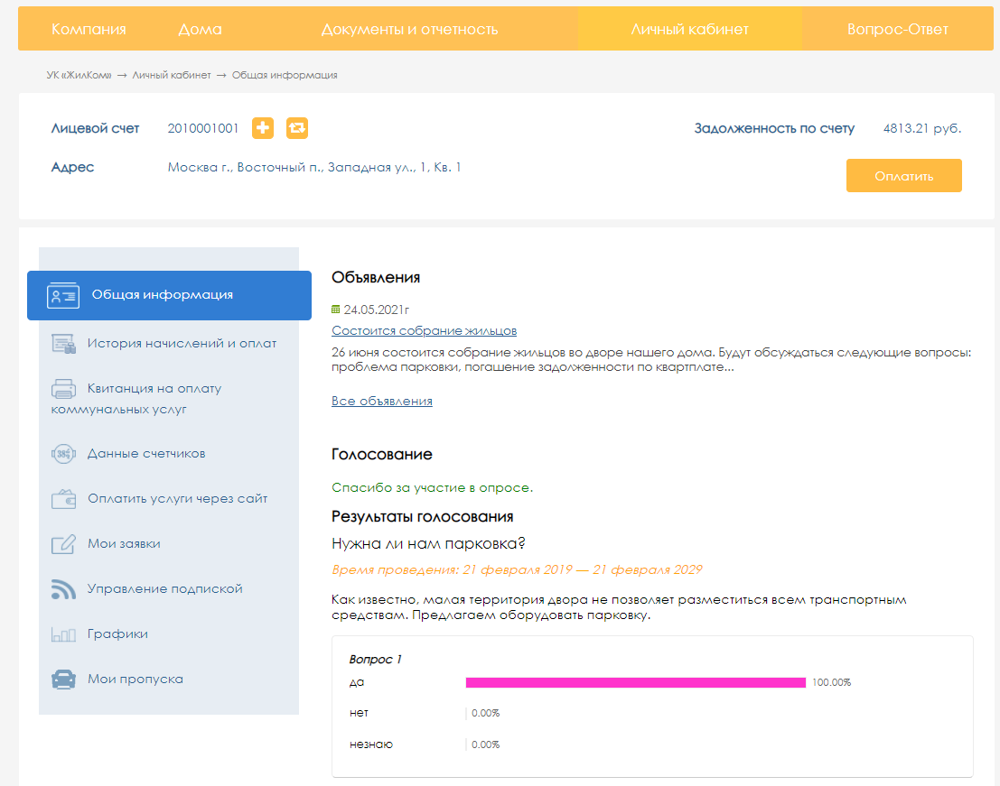 Компания Дома Документы и отчетность Личный кабинет Вопрос-Ответ
УК «ЖилКом» → Личный кабинет → Общая информация
Лицевой счет 2010001001
Задолженность по счету 4813.21 руб.
Адрес Москва г., Восточный п., Западная ул., 1, Кв. 1
Оплатить
Общая информация
История начислений и оплат
Квитанция на оплату
коммунальных услуг
Данные счетчиков
Оплатить услуги через сайт
Мои заявки
Управление подпиской
Графики
Мои пропуска
Объявления
24.05.2021г
Состоится собрание жильцов
26 июня состоится собрание жильцов во дворе нашего дома. Будут обсуждаться следующие вопросы:
проблема парковки, погашение задолженности по квартплате...
Все объявления
Голосование
Спасибо за участие в опросе.
Результаты голосования
Нужна ли нам парковка?
Время проведения: 21 февраля 2019 — 21 февраля 2029
Как известно, малая территория двора не позволяет разместиться всем транспортным
средствам. Предлагаем оборудовать парковку.
Вопрос 1
да 100.00%
нет 0.00%
незнаю 0.00%